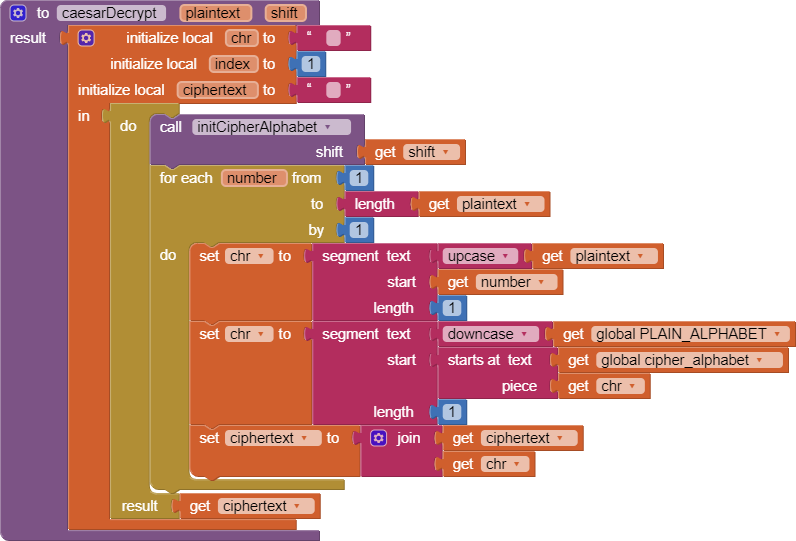 to caesarDecrypt plaintext shift
result initialize local chr to “ ”
initialize local index to 1
initialize local ciphertext to “ ”
in
do call initCipherAlphabet
shift get shift
for each number from 1
to length get plaintext
by 1
do set chr to segment text upcase get plaintext
start get number
length 1
set chr to segment text downcase get global PLAIN_ALPHABET
start starts at text get global cipher_alphabet
piece get chr
length 1
set ciphertext to join get ciphertext
get chr
result get ciphertext